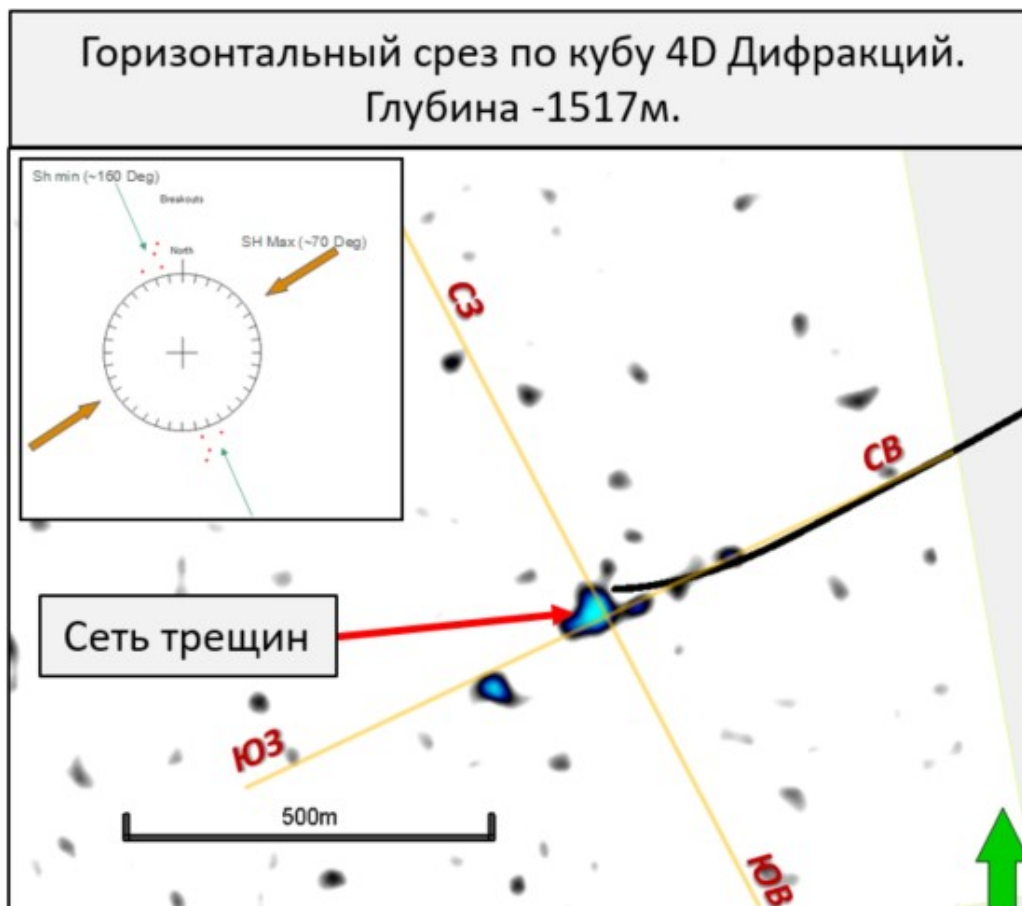 Горизонтальный срез по кубу 4D Дифракций.
Глубина -1517м.
Sh min (~160 Deg)
Breakouts
North
SH Max (~70 Deg)
СЗ
СВ
Сеть трещин
ЮЗ
500m
ЮВ